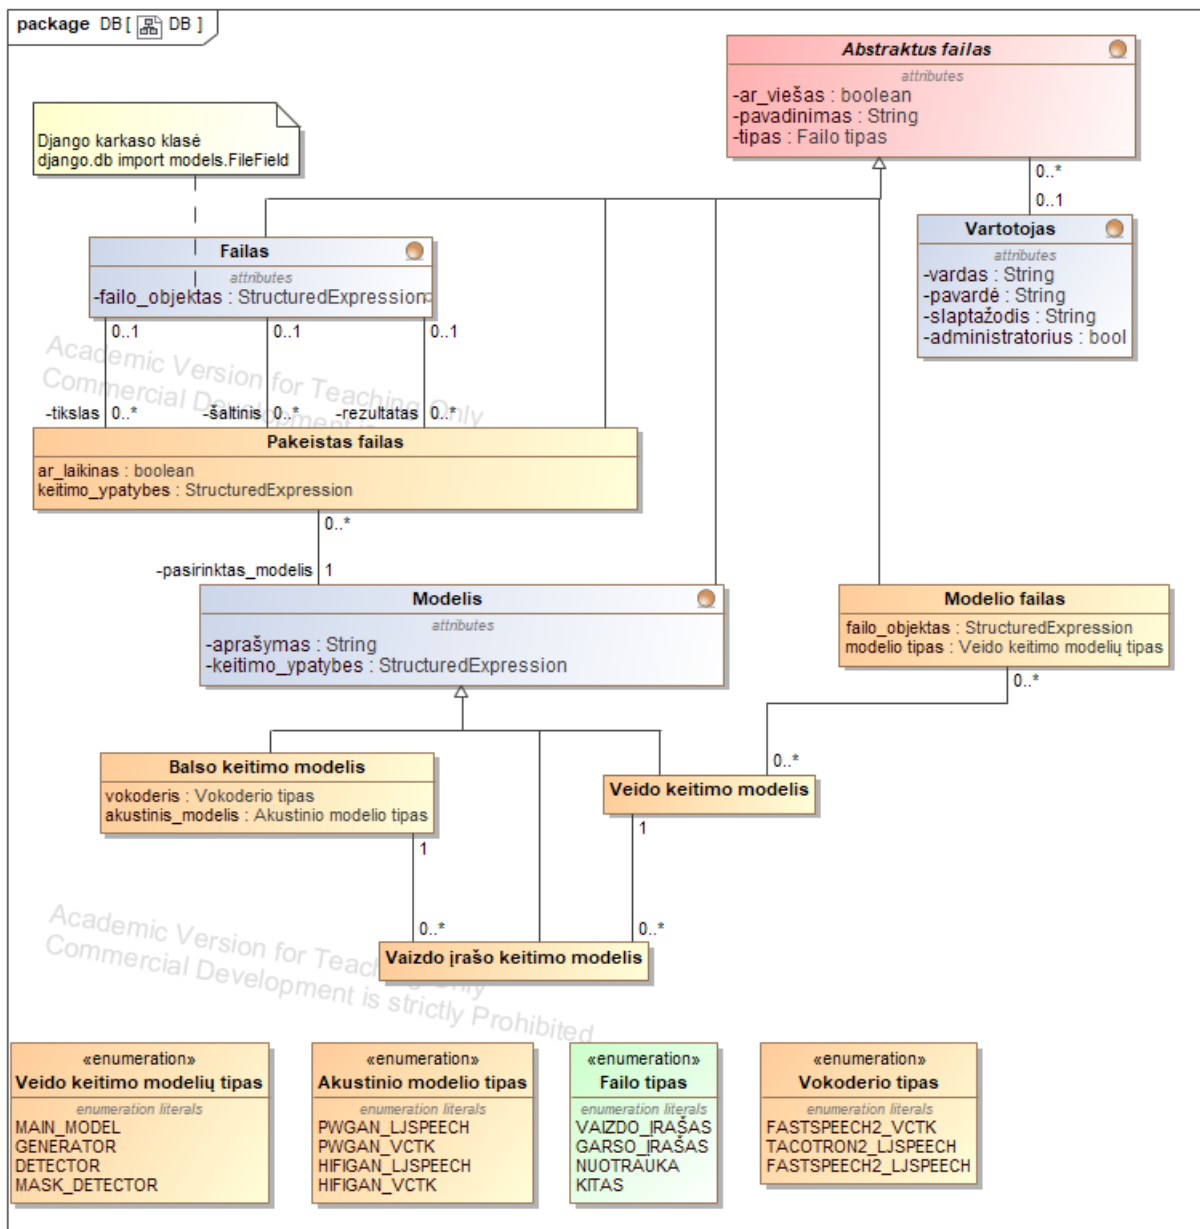 package DB [ DB ]
Abstraktus failas
attributes
-ar_viešas : boolean
-pavadinimas : String
-tipas : Failo tipas
Django karkaso klasė
django.db import models.FileField
0..*
0..1
Vartotojas
attributes
-vardas : String
-pavardė : String
-slaptažodis : String
-administratorius : bool
Failas
attributes
-failo_objektas : StructuredExpression
0..1
0..1
0..1
Academic Version for Teaching Only
Commercial Development is
-tikslas 0..*
-šaltinis 0..*
-rezultatas 0..*
Pakeistas failas
ar_laikinas : boolean
keitimo_ypatybes : StructuredExpression
0..*
-pasirinktas_modelis 1
Modelis
attributes
-aprašymas : String
-keitimo_ypatybes : StructuredExpression
Modelio failas
failo_objektas : StructuredExpression
modelio tipas : Veido keitimo modelių tipas
0..*
0..*
Balso keitimo modelis
vokoderis : Vokoderio tipas
akustinis_modelis : Akustinio modelio tipas
Veido keitimo modelis
1
1
0..*
0..*
Vaizdo įrašo keitimo modelis
Academic Version for Teaching Only
Commercial Development is strictly Prohibited
«enumeration»
Veido keitimo modelių tipas
enumeration literals
MAIN_MODEL
GENERATOR
DETECTOR
MASK_DETECTOR
«enumeration»
Akustinio modelio tipas
enumeration literals
PWGAN_LJSPEECH
PWGAN_VCTK
HIFIGAN_LJSPEECH
HIFIGAN_VCTK
«enumeration»
Failo tipas
enumeration literals
VAIZDO_ĮRAŠAS
GARSO_ĮRAŠAS
NUOTRAUKA
KITAS
«enumeration»
Vokoderio tipas
enumeration literals
FASTSPEECH2_VCTK
TACOTRON2_LJSPEECH
FASTSPEECH2_LJSPEECH